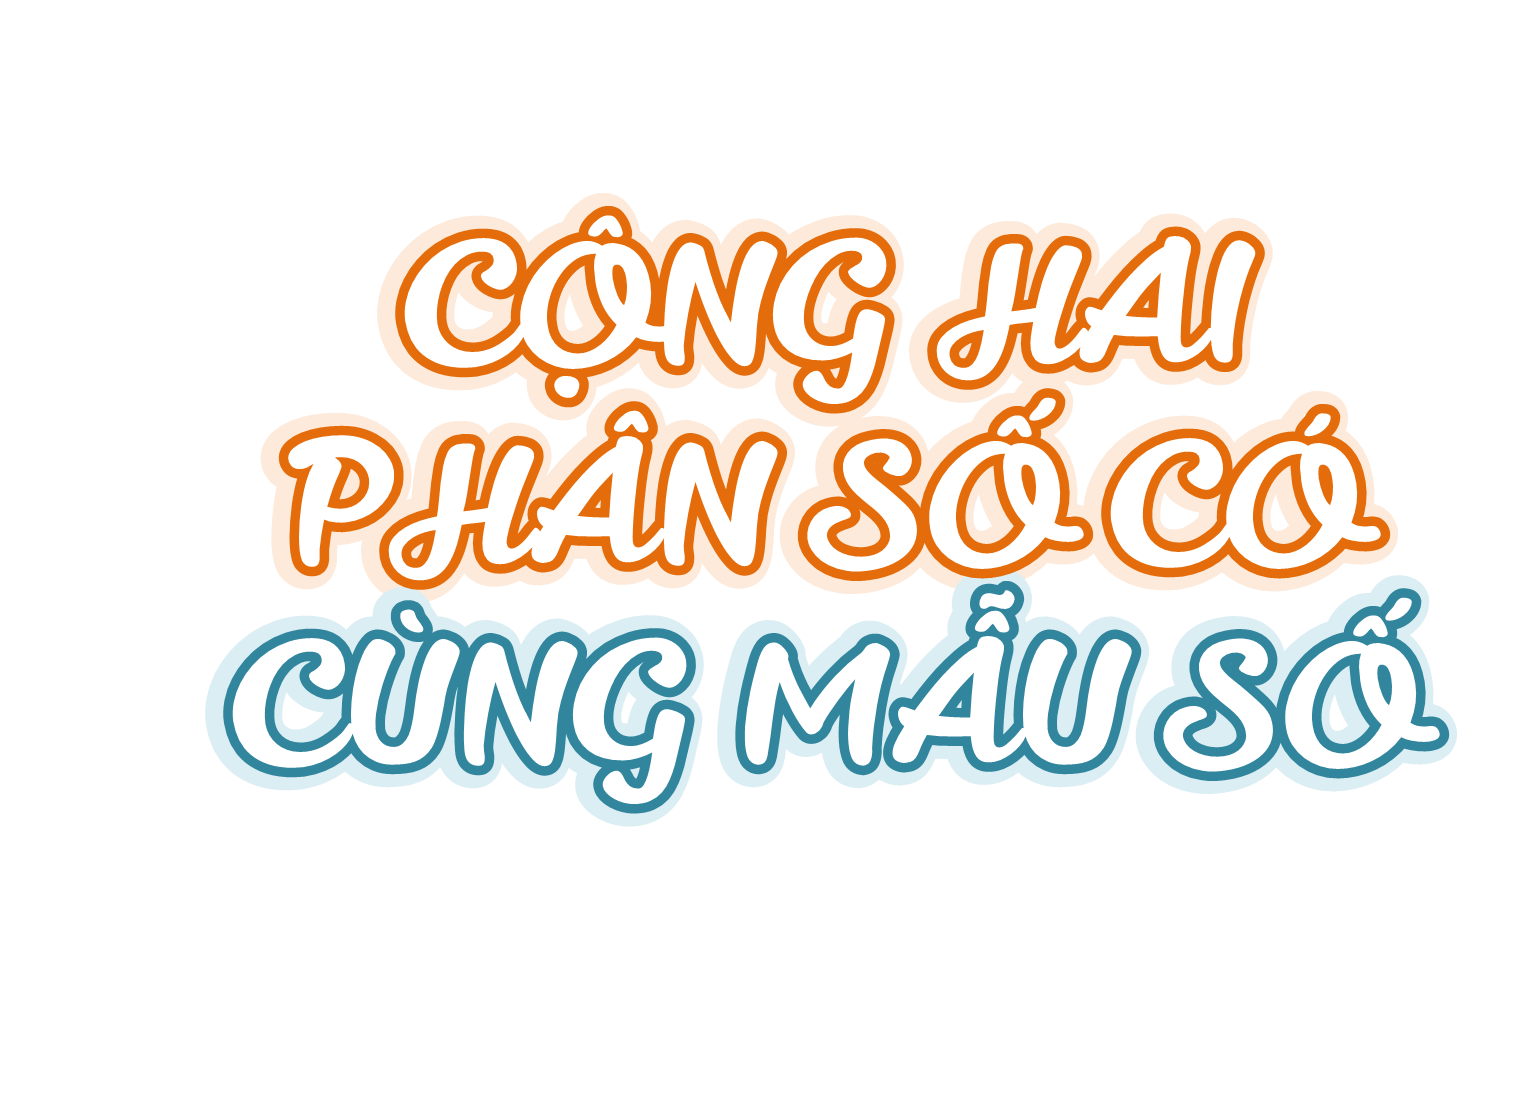 CỘNG HAI
PHÂN SỐ CÓ
CÙNG MẪU SỐ